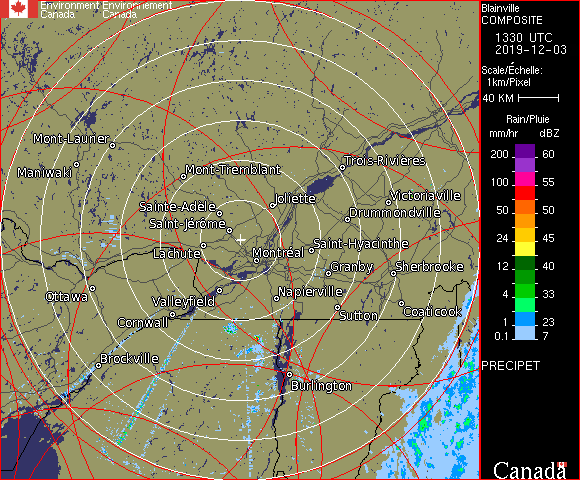 Environment Environnement
Canada Canada
Blainville
COMPOSITE
1330 UTC
2019-12-03
Scale/Échelle:
1km/Pixel
40 KM
Rain/Pluie
mm/hr dBZ
200 60
150 57
100 55
50 50
24 45
12 40
4 33
1 23
0.1 7
PRECIPET
Mont-Laurier
Maniwaki
Mont-Tremblant
Trois-Rivières
Joliette
Victoriaville
Sainte-Adèle
Drummondville
Saint-Jérôme
Lachute
Montréal
Saint-Hyacinthe
Granby
Sherbrooke
Ottawa
Valleyfield
Napierville
Coaticook
Cornwall
Sutton
Brockville
Burlington
Canada